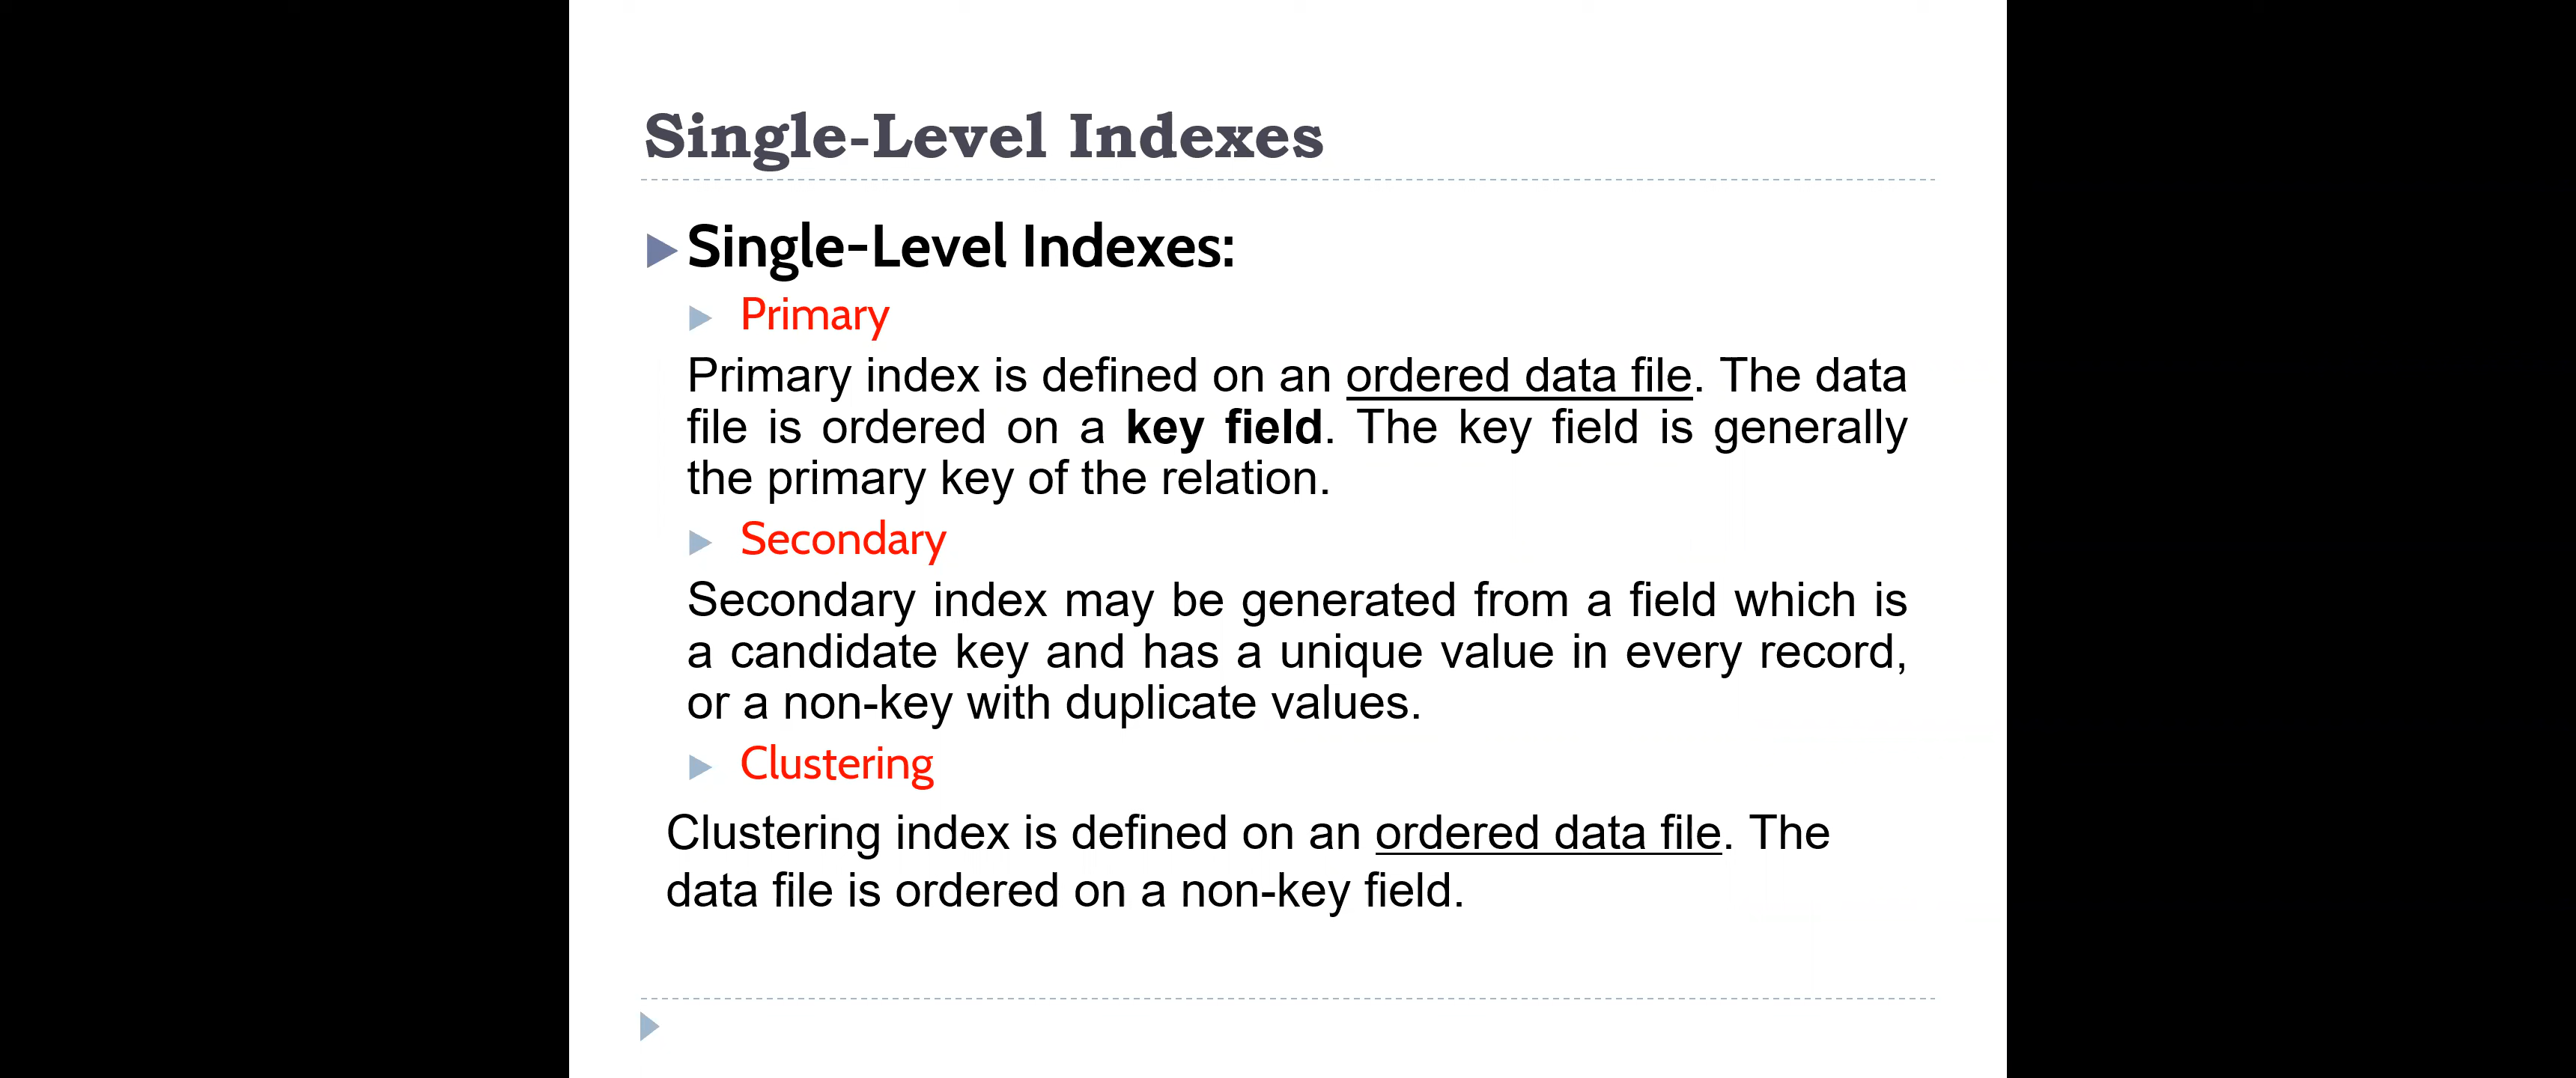 Single-Level Indexes
Single-Level Indexes:
Primary
Primary index is defined on an ordered data file. The data
file is ordered on a key field. The key field is generally
the primary key of the relation.
Secondary
Secondary index may be generated from a field which is
a candidate key and has a unique value in every record,
or a non-key with duplicate values.
Clustering
Clustering index is defined on an ordered data file. The
data file is ordered on a non-key field.